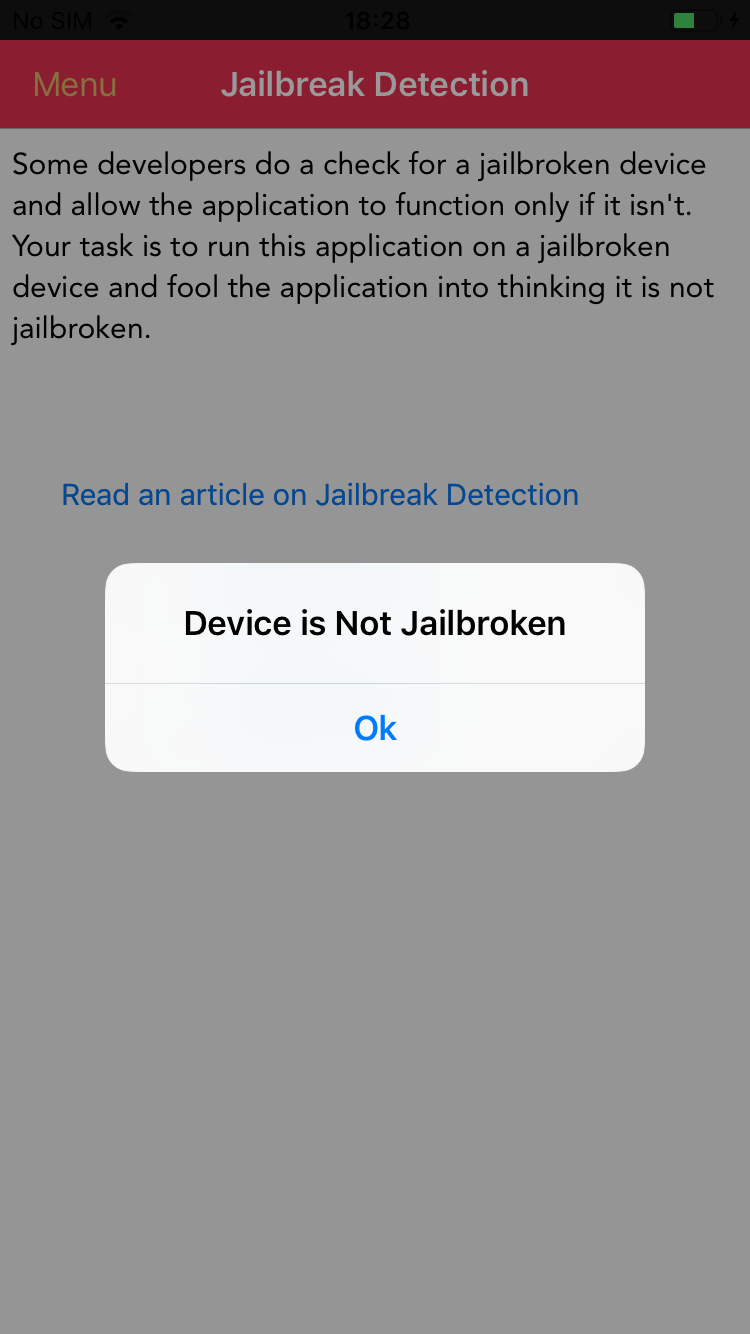 No SIM 18:28
Menu Jailbreak Detection
Some developers do a check for a jailbroken device
and allow the application to function only if it isn't.
Your task is to run this application on a jailbroken
device and fool the application into thinking it is not
jailbroken.
Read an article on Jailbreak Detection
Device is Not Jailbroken
Ok